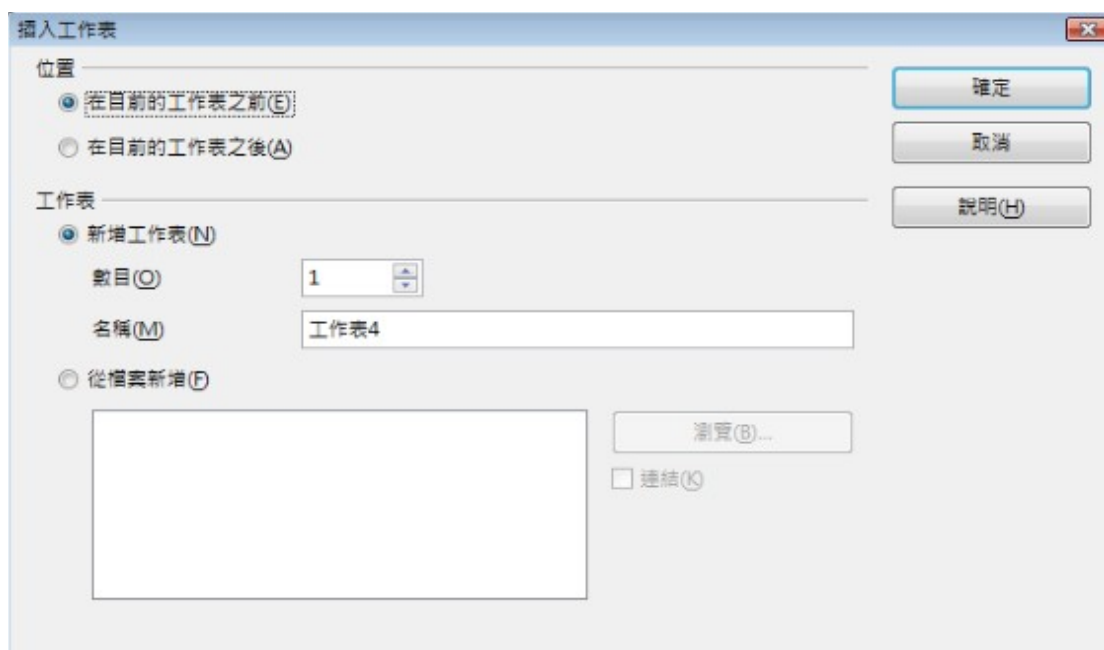 插入工作表
位置
在目前的工作表之前(E)
在目前的工作表之後(A)
確定
取消
說明(H)
工作表
新增工作表(N)
數目(O) 1
名稱(M) 工作表4
從檔案新增(F)
瀏覽(B)...
連結(K)